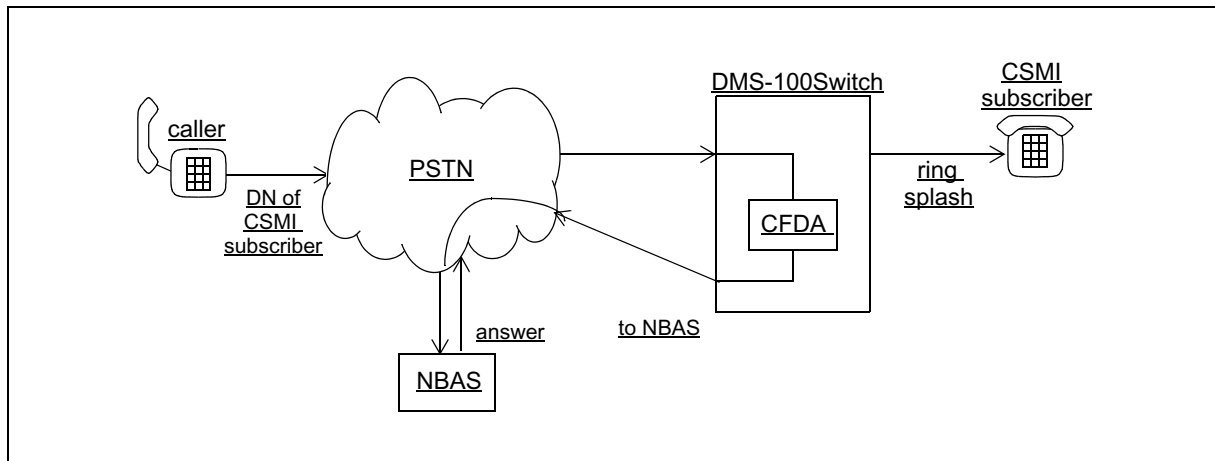 DMS-100Switch
CSMI
subscriber
caller
PSTN
DN of
CSMI
subscriber
ring
splash
CFDA
answer
to NBAS
NBAS